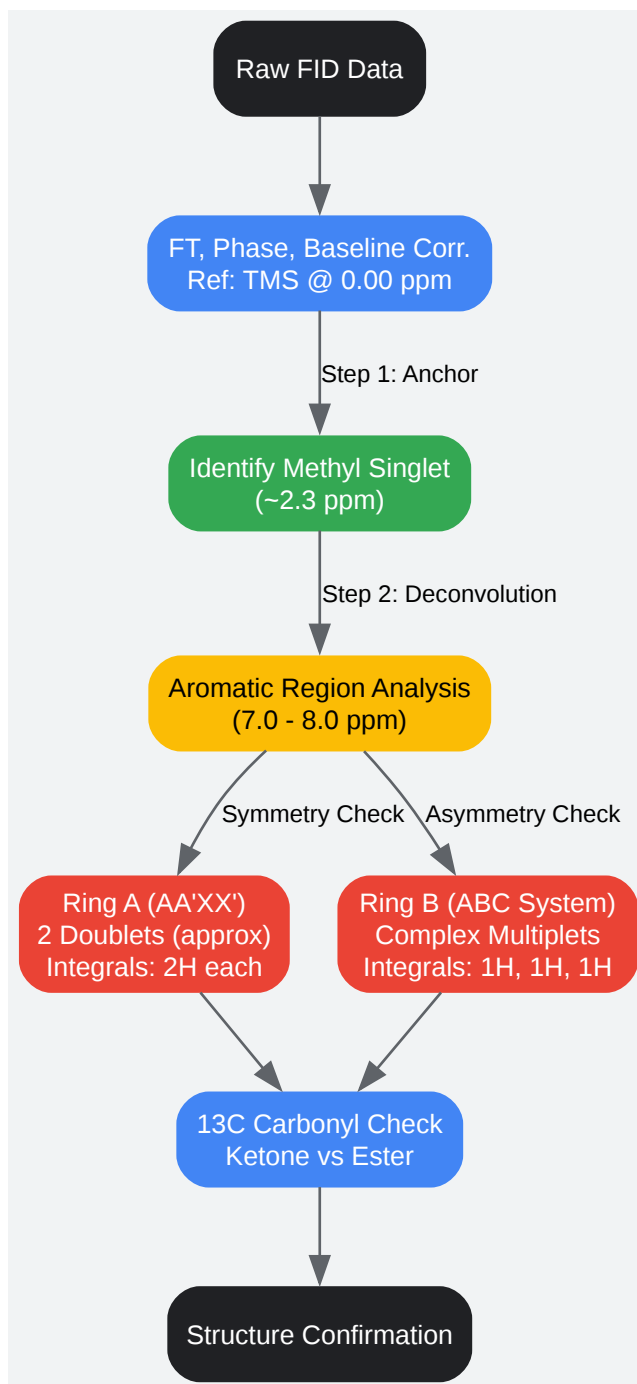 Raw FID Data
FT, Phase, Baseline Corr.
Ref: TMS @ 0.00 ppm
Step 1: Anchor
Identify Methyl Singlet
(~2.3 ppm)
Step 2: Deconvolution
Aromatic Region Analysis
(7.0 - 8.0 ppm)
Symmetry Check
Asymmetry Check
Ring A (AA'XX')
2 Doublets (approx)
Integrals: 2H each
Ring B (ABC System)
Complex Multiplets
Integrals: 1H, 1H, 1H
13C Carbonyl Check
Ketone vs Ester
Structure Confirmation